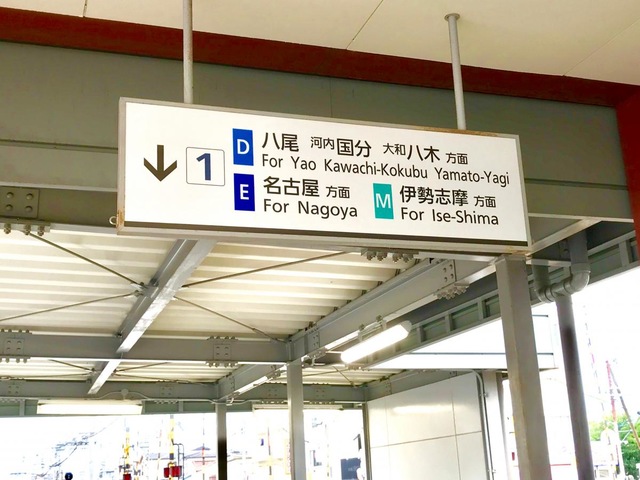 ↓ 1 D 八尾 河内国分 大和八木 方面
For Yao Kawachi-Kokubu Yamato-Yagi
E 名古屋 方面 M 伊勢志摩 方面
For Nagoya For Ise-Shima